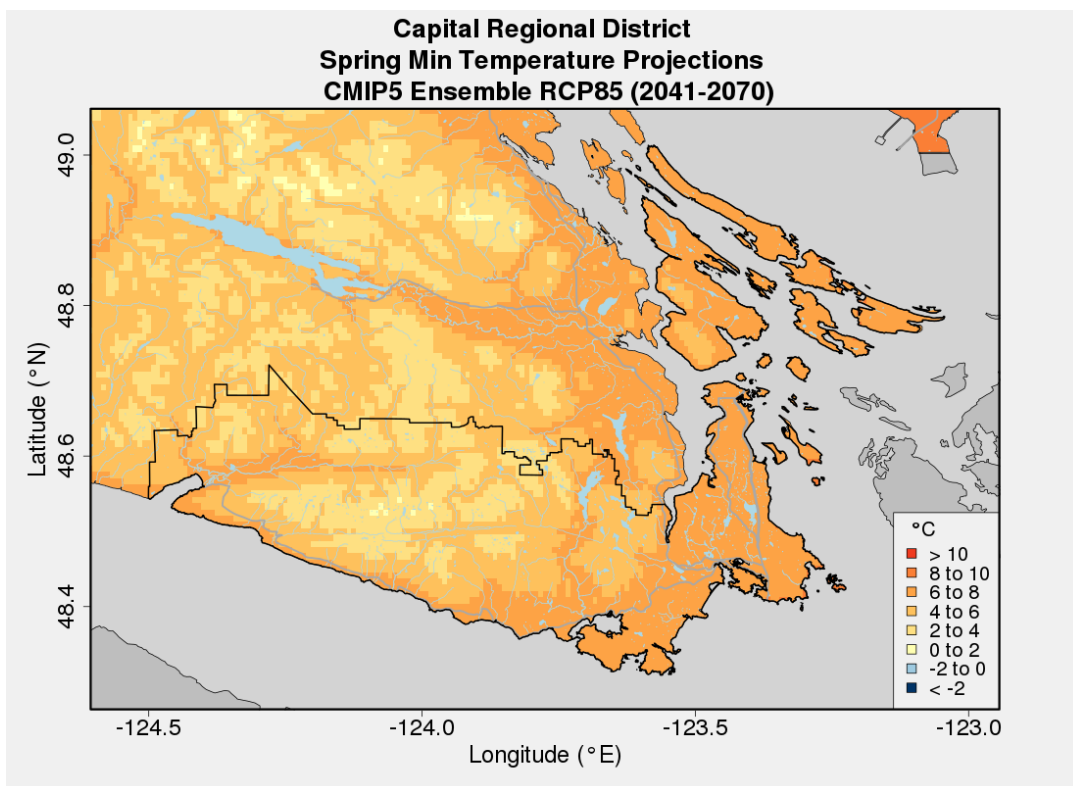 Capital Regional District
Spring Min Temperature Projections
CMIP5 Ensemble RCP85 (2041-2070)
Latitude (°N)
49.0
48.8
48.6
48.4
°C
> 10
8 to 10
6 to 8
4 to 6
2 to 4
0 to 2
-2 to 0
< -2
-124.5 -124.0 -123.5 -123.0
Longitude (°E)